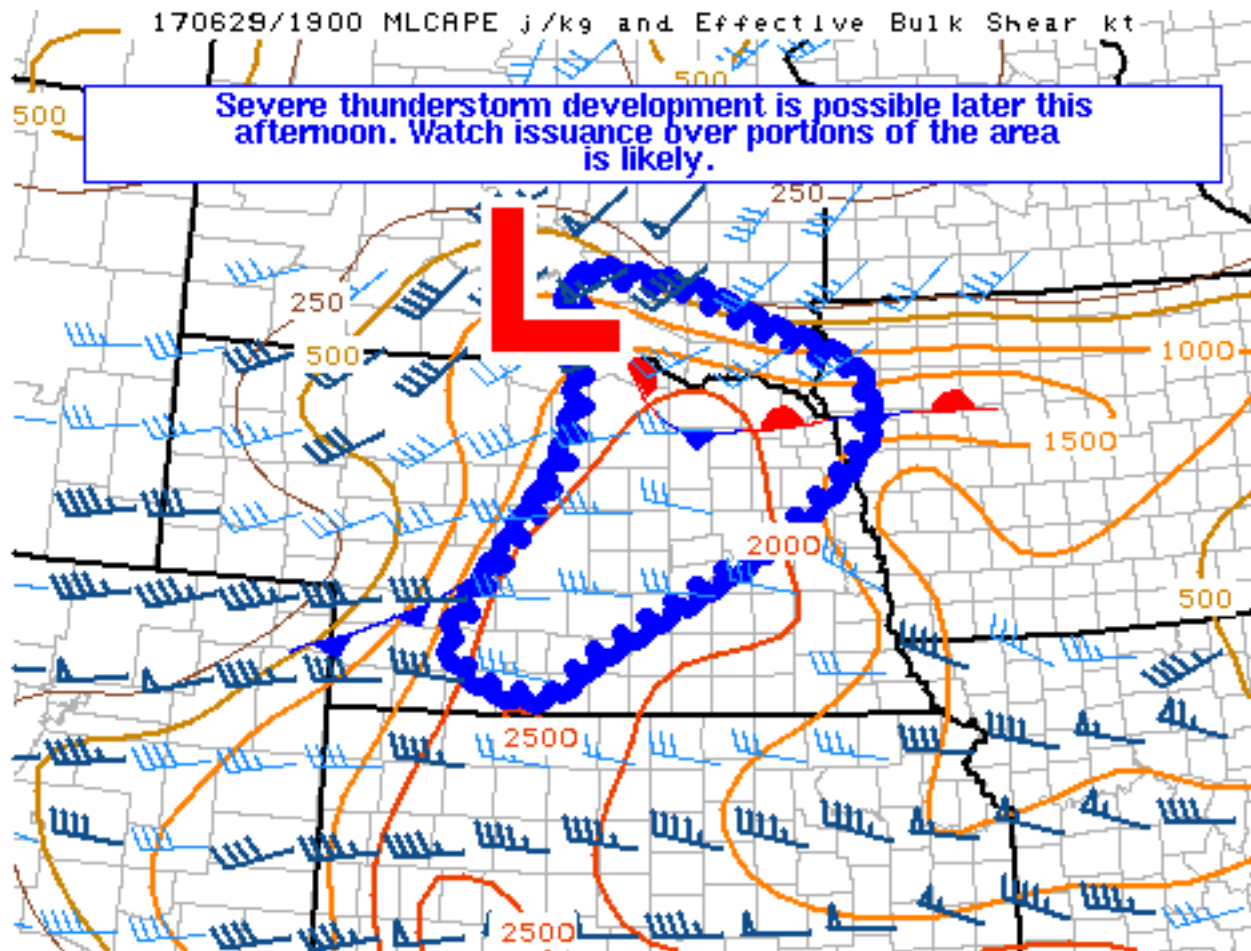 170629/1900 MLCAPE j/kg and Effective Bulk Shear kt
500
500
Severe thunderstorm development is possible later this
afternoon. Watch issuance over portions of the area
is likely.
250
250
L
500
1000
1500
2000
500
2500
2500